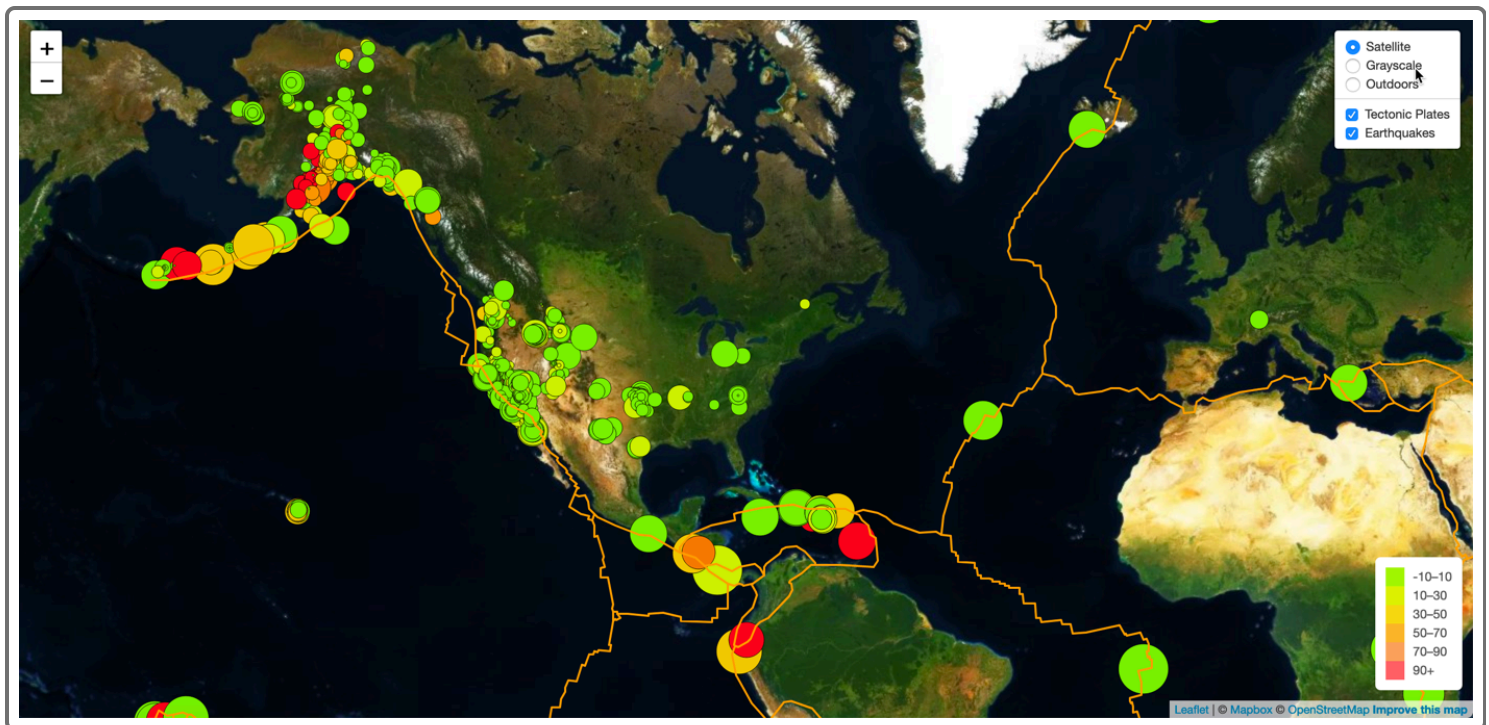 +
−
Satellite
Grayscale
Outdoors
Tectonic Plates
Earthquakes
-10–10
10–30
30–50
50–70
70–90
90+
Leaflet | © Mapbox © OpenStreetMap Improve this map